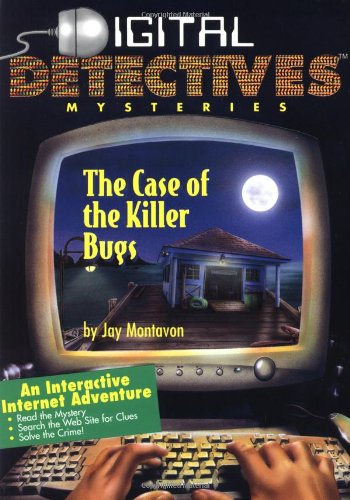 DIGITAL
DETECTIVES™
MYSTERIES
The Case of
the Killer
Bugs
by Jay Montavon
An Interactive
Internet Adventure
• Read the Mystery
• Search the Web Site for Clues
• Solve the Crime!